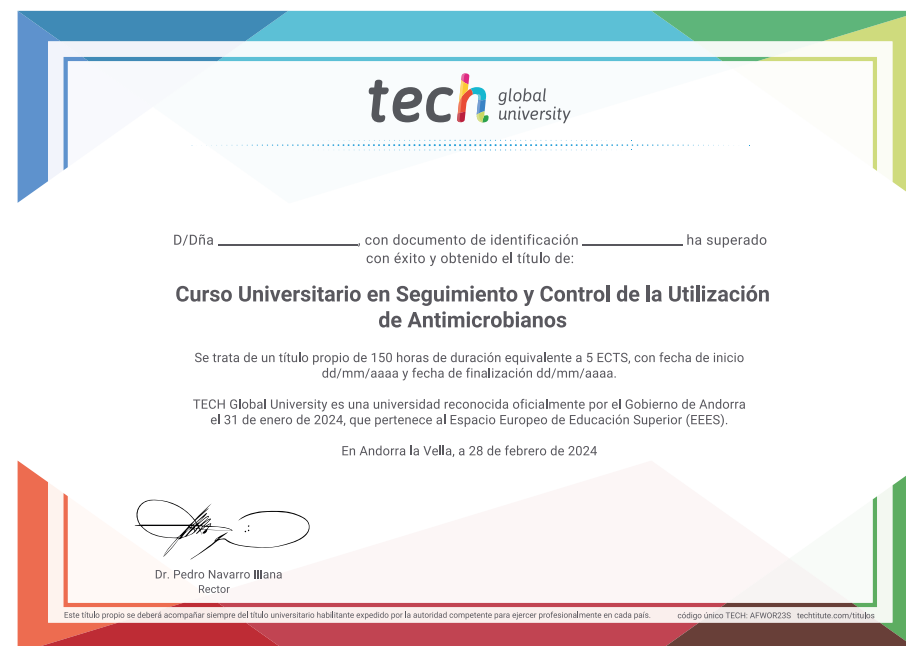 tech global university
D/Dña ____________________, con documento de identificación ______________ ha superado
con éxito y obtenido el título de:
Curso Universitario en Seguimiento y Control de la Utilización
de Antimicrobianos
Se trata de un título propio de 150 horas de duración equivalente a 5 ECTS, con fecha de inicio
dd/mm/aaaa y fecha de finalización dd/mm/aaaa.
TECH Global University es una universidad reconocida oficialmente por el Gobierno de Andorra
el 31 de enero de 2024, que pertenece al Espacio Europeo de Educación Superior (EEES).
En Andorra la Vella, a 28 de febrero de 2024
Dr. Pedro Navarro Illana
Rector
Este título propio se deberá acompañar siempre del título universitario habilitante expedido por la autoridad competente para ejercer profesionalmente en cada país. código único TECH: AFWOR23S techtitute.com/titulos